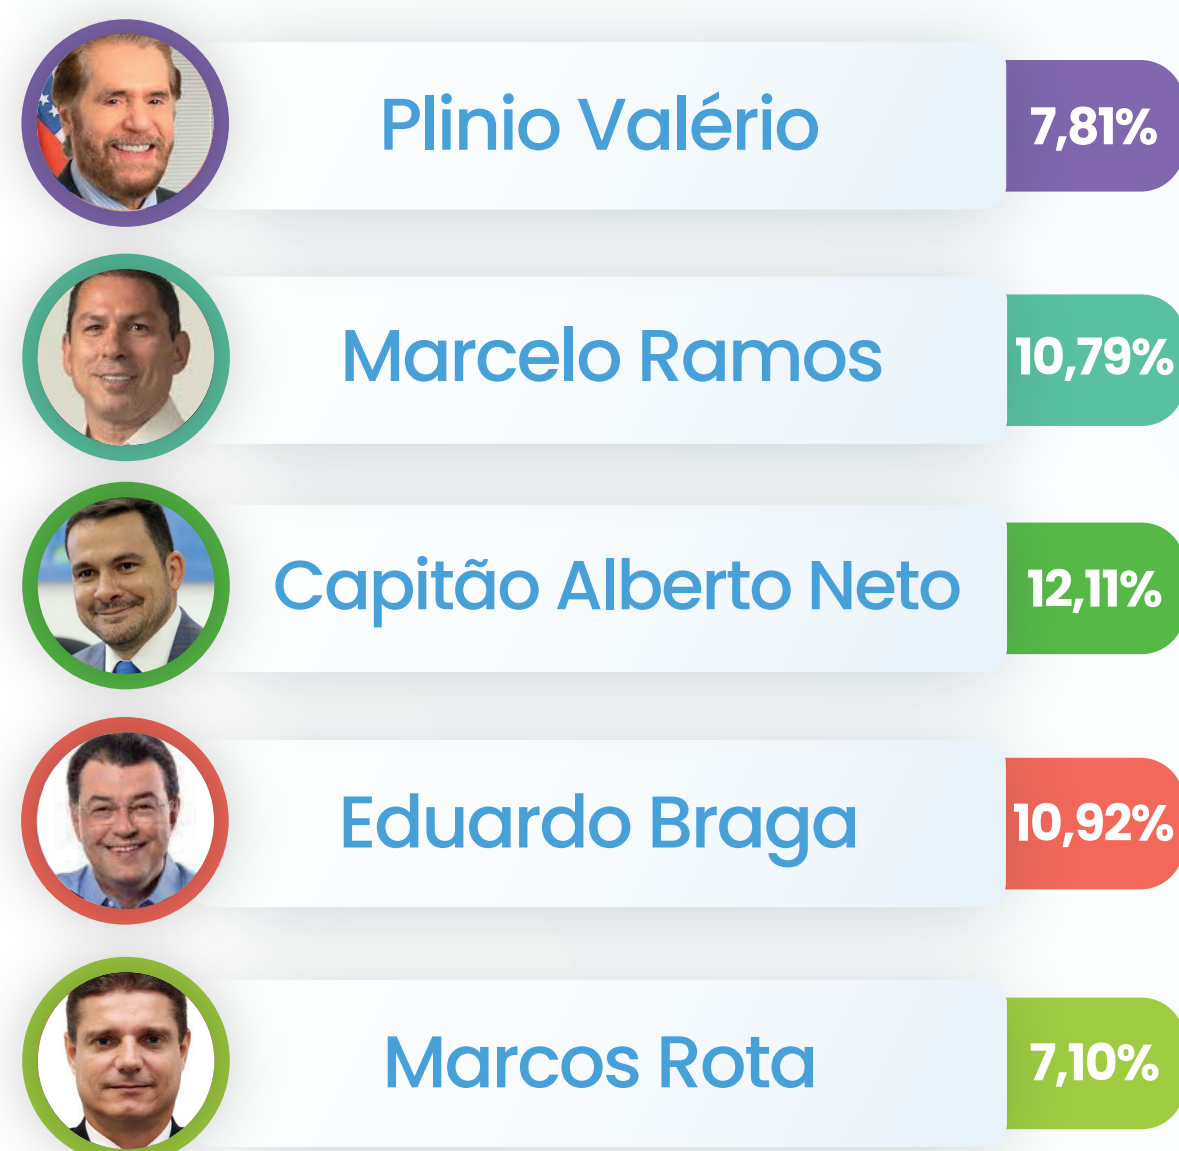 Plinio Valério 7,81%
Marcelo Ramos 10,79%
Capitão Alberto Neto 12,11%
Eduardo Braga 10,92%
Marcos Rota 7,10%